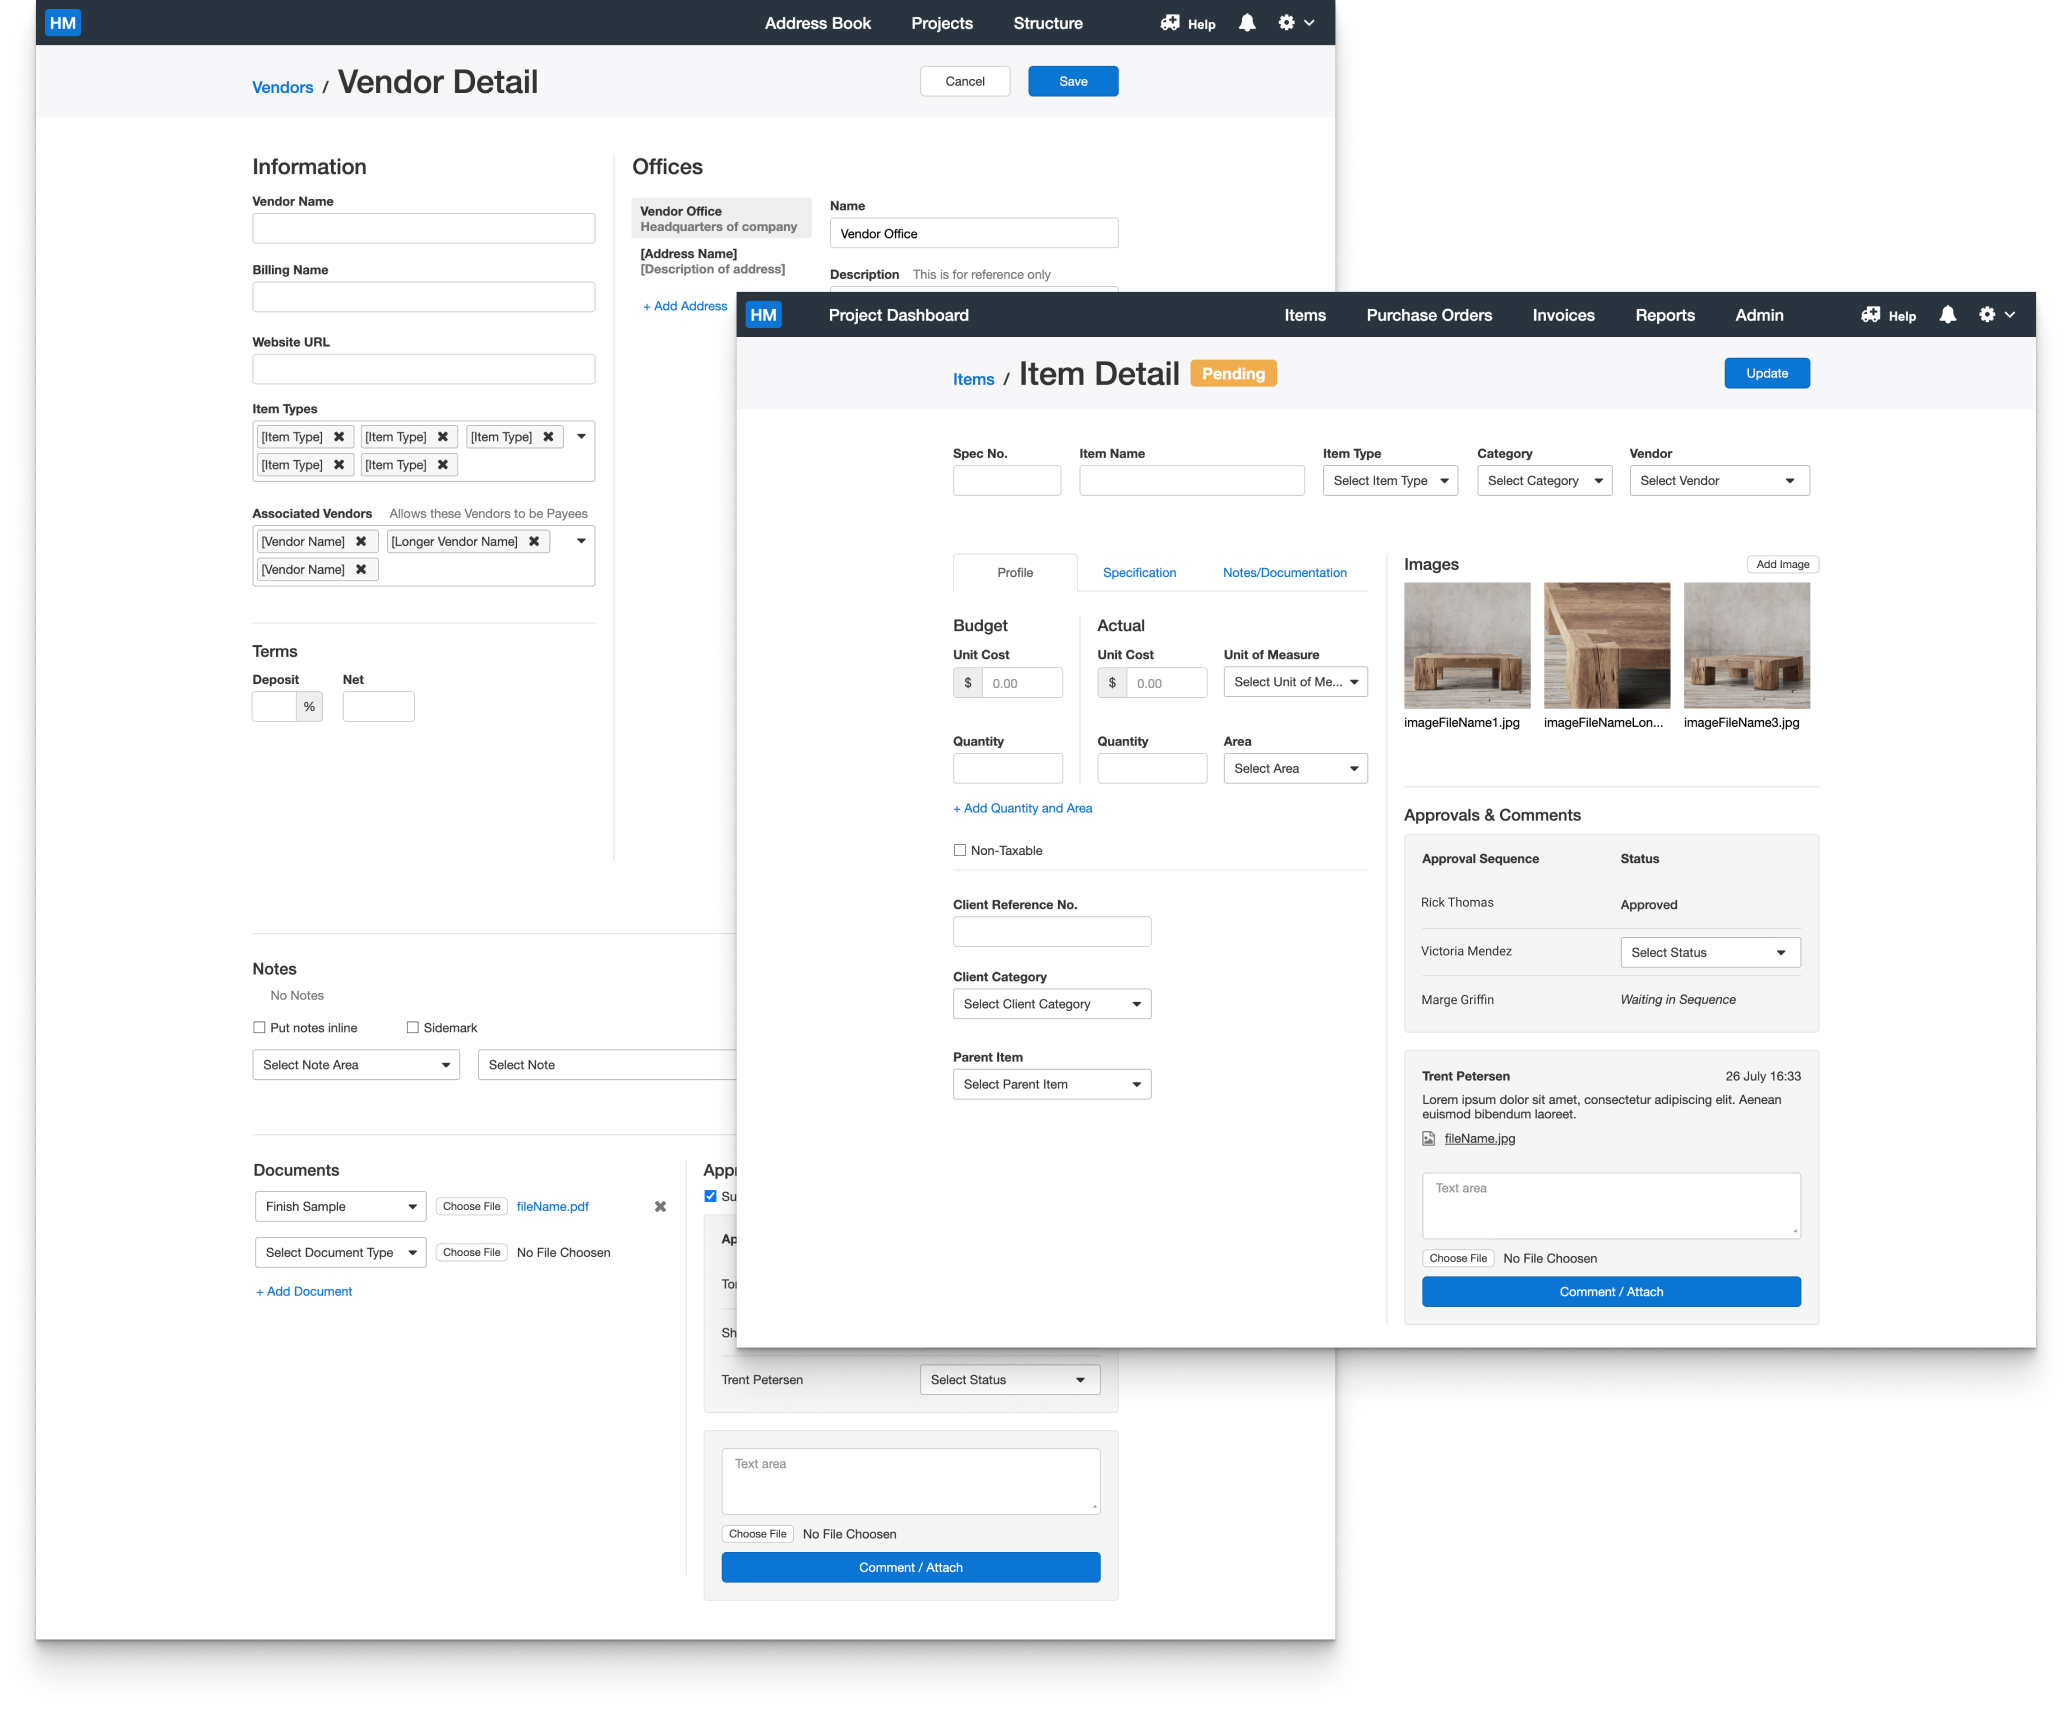 HM
Address Book
Projects
Structure
Help
Vendors / Vendor Detail
Cancel
Save
Information
Vendor Name
Billing Name
Website URL
Item Types
[Item Type] [Item Type] [Item Type]
[Item Type] [Item Type]
Associated Vendors Allows these Vendors to be Payees
[Vendor Name] [Longer Vendor Name]
[Vendor Name]
Terms
Deposit Net
%
Offices
Vendor Office
Headquarters of company
[Address Name]
[Description of address]
+ Add Address
Name
Vendor Office
Description This is for reference only
Notes
No Notes
Put notes inline Sidemark
Select Note Area Select Note
Documents
Finish Sample Choose File fileName.pdf
Select Document Type Choose File No File Choosen
+ Add Document
Trent Petersen Select Status
Text area
Choose File No File Choosen
Comment / Attach
HM
Project Dashboard
Items
Purchase Orders
Invoices
Reports
Admin
Help
Items / Item Detail Pending
Update
Spec No. Item Name Item Type Category Vendor
Select Item Type Select Category Select Vendor
Profile Specification Notes/Documentation
Budget Actual
Unit Cost Unit Cost Unit of Measure
$ 0.00 $ 0.00 Select Unit of Me...
Quantity Quantity Area
Select Area
+ Add Quantity and Area
Non-Taxable
Client Reference No.
Client Category
Select Client Category
Parent Item
Select Parent Item
Images Add Image
imageFileName1.jpg imageFileNameLon... imageFileName3.jpg
Approvals & Comments
Approval Sequence Status
Rick Thomas Approved
Victoria Mendez Select Status
Marge Griffin Waiting in Sequence
Trent Petersen 26 July 16:33
Lorem ipsum dolor sit amet, consectetur adipiscing elit. Aenean
euismod bibendum laoreet.
fileName.jpg
Text area
Choose File No File Choosen
Comment / Attach